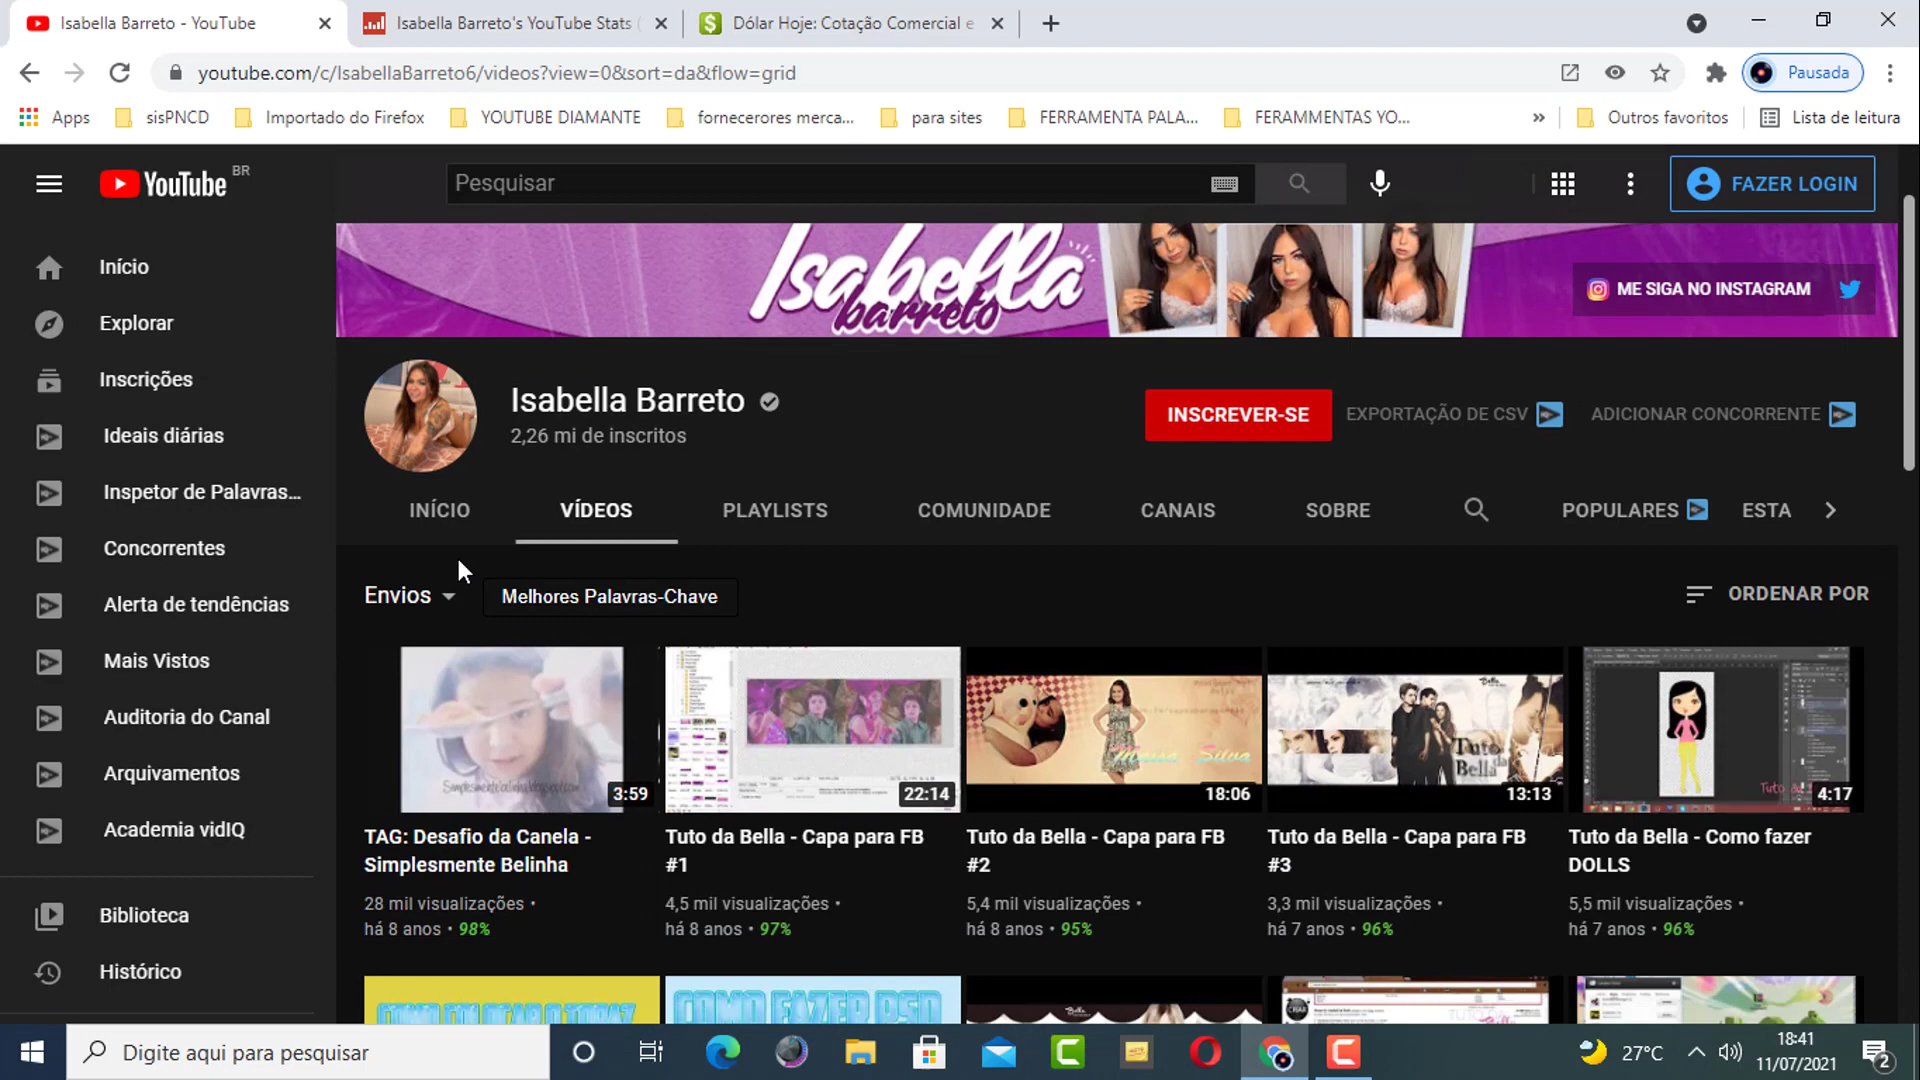 Isabella Barreto - YouTube
Isabella Barreto's YouTube Stats (
Dólar Hoje: Cotação Comercial e
youtube.com/c/IsabellaBarreto6/videos?view=0&sort=da&flow=grid
Pausada
Apps
sisPNCD
Importado do Firefox
YOUTUBE DIAMANTE
fornecerores merca...
para sites
FERRAMENTA PALA...
FERAMMENTAS YO...
»
Outros favoritos
Lista de leitura
YouTube BR
Pesquisar
FAZER LOGIN
Início
Explorar
Inscrições
Ideais diárias
Inspetor de Palavras...
Concorrentes
Alerta de tendências
Mais Vistos
Auditoria do Canal
Arquivamentos
Academia vidIQ
Biblioteca
Histórico
Isabella
barreto
ME SIGA NO INSTAGRAM
Isabella Barreto
2,26 mi de inscritos
INSCREVER-SE
EXPORTAÇÃO DE CSV
ADICIONAR CONCORRENTE
INÍCIO
VÍDEOS
PLAYLISTS
COMUNIDADE
CANAIS
SOBRE
POPULARES
ESTA
Envios
Melhores Palavras-Chave
ORDENAR POR
3:59
TAG: Desafio da Canela -
Simplesmente Belinha
28 mil visualizações •
há 8 anos • 98%
22:14
Tuto da Bella - Capa para FB
#1
4,5 mil visualizações •
há 8 anos • 97%
18:06
Tuto da Bella - Capa para FB
#2
5,4 mil visualizações •
há 8 anos • 95%
Tuto
da
Bella
13:13
Tuto da Bella - Capa para FB
#3
3,3 mil visualizações •
há 7 anos • 96%
4:17
Tuto da Bella - Como fazer
DOLLS
5,5 mil visualizações •
há 7 anos • 96%
COMO FAZER PSD
Digite aqui para pesquisar
27°C
18:41
11/07/2021
2